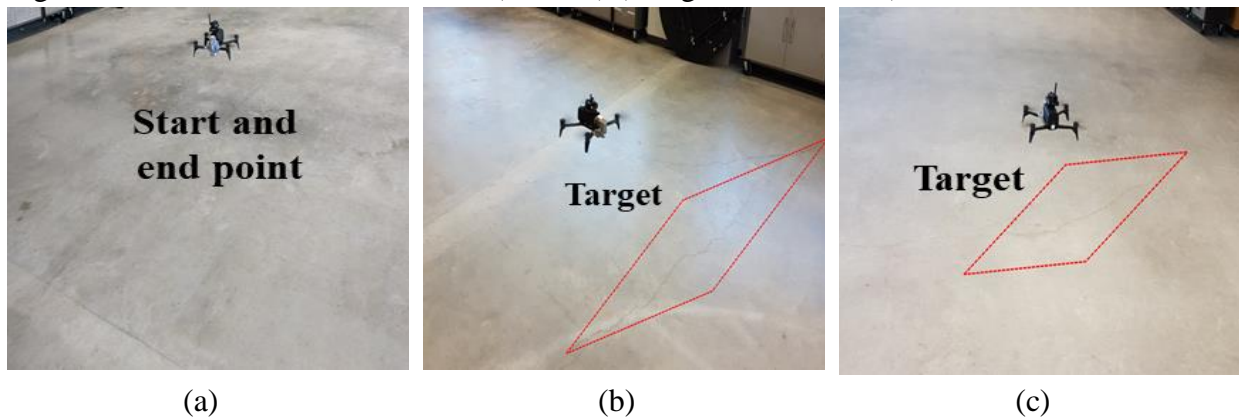 Start and
end point
Target
Target
(a)
(b)
(c)